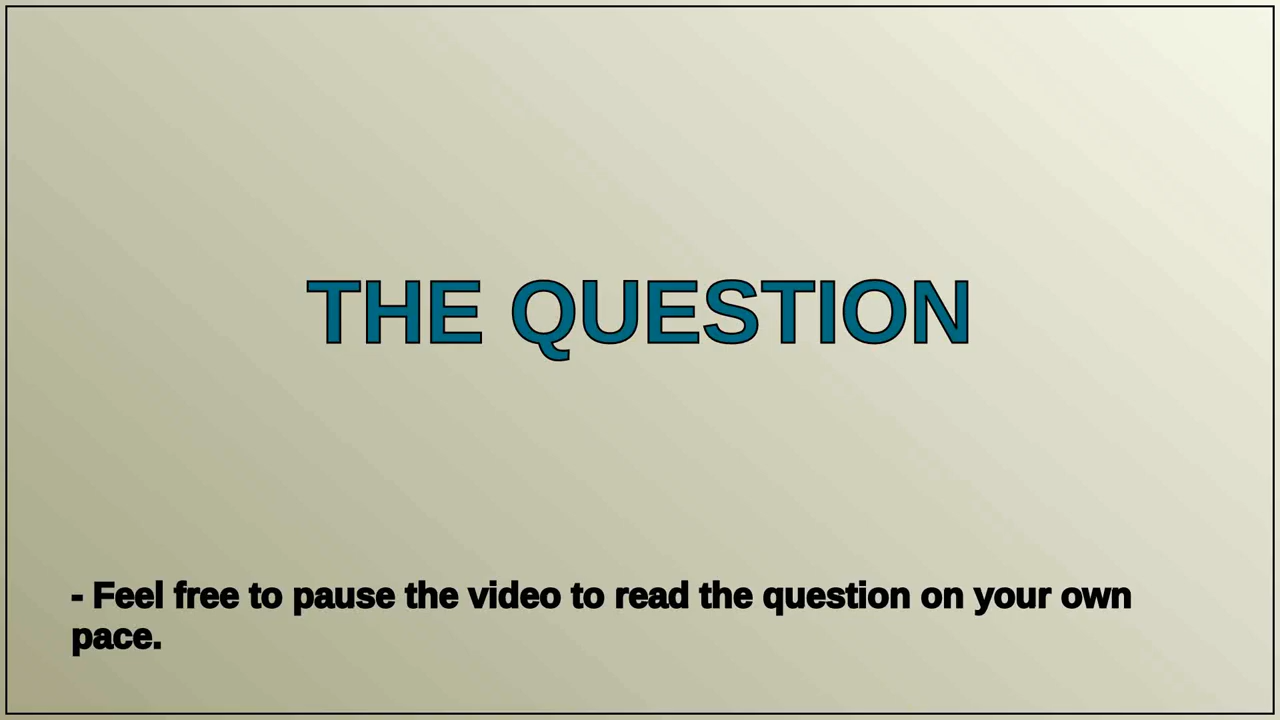 THE QUESTION
- Feel free to pause the video to read the question on your own
pace.